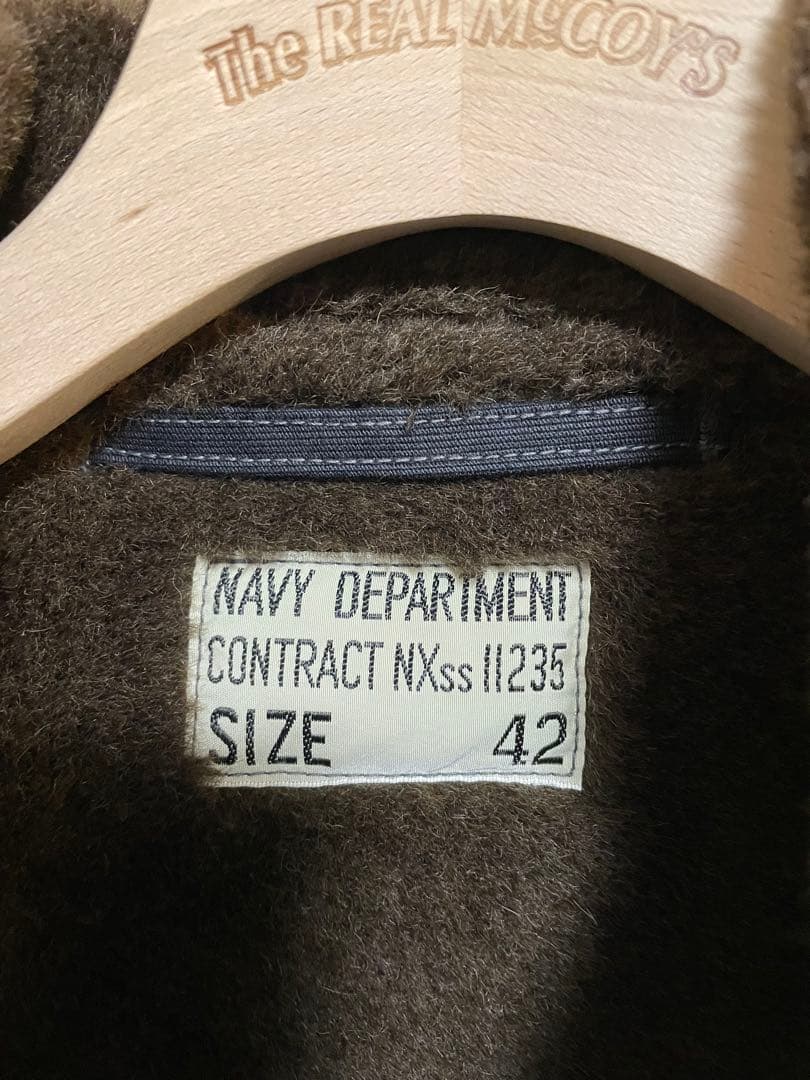 The REAL McCOY'S
NAVY DEPARTMENT
CONTRACT NXss 11235
SIZE 42